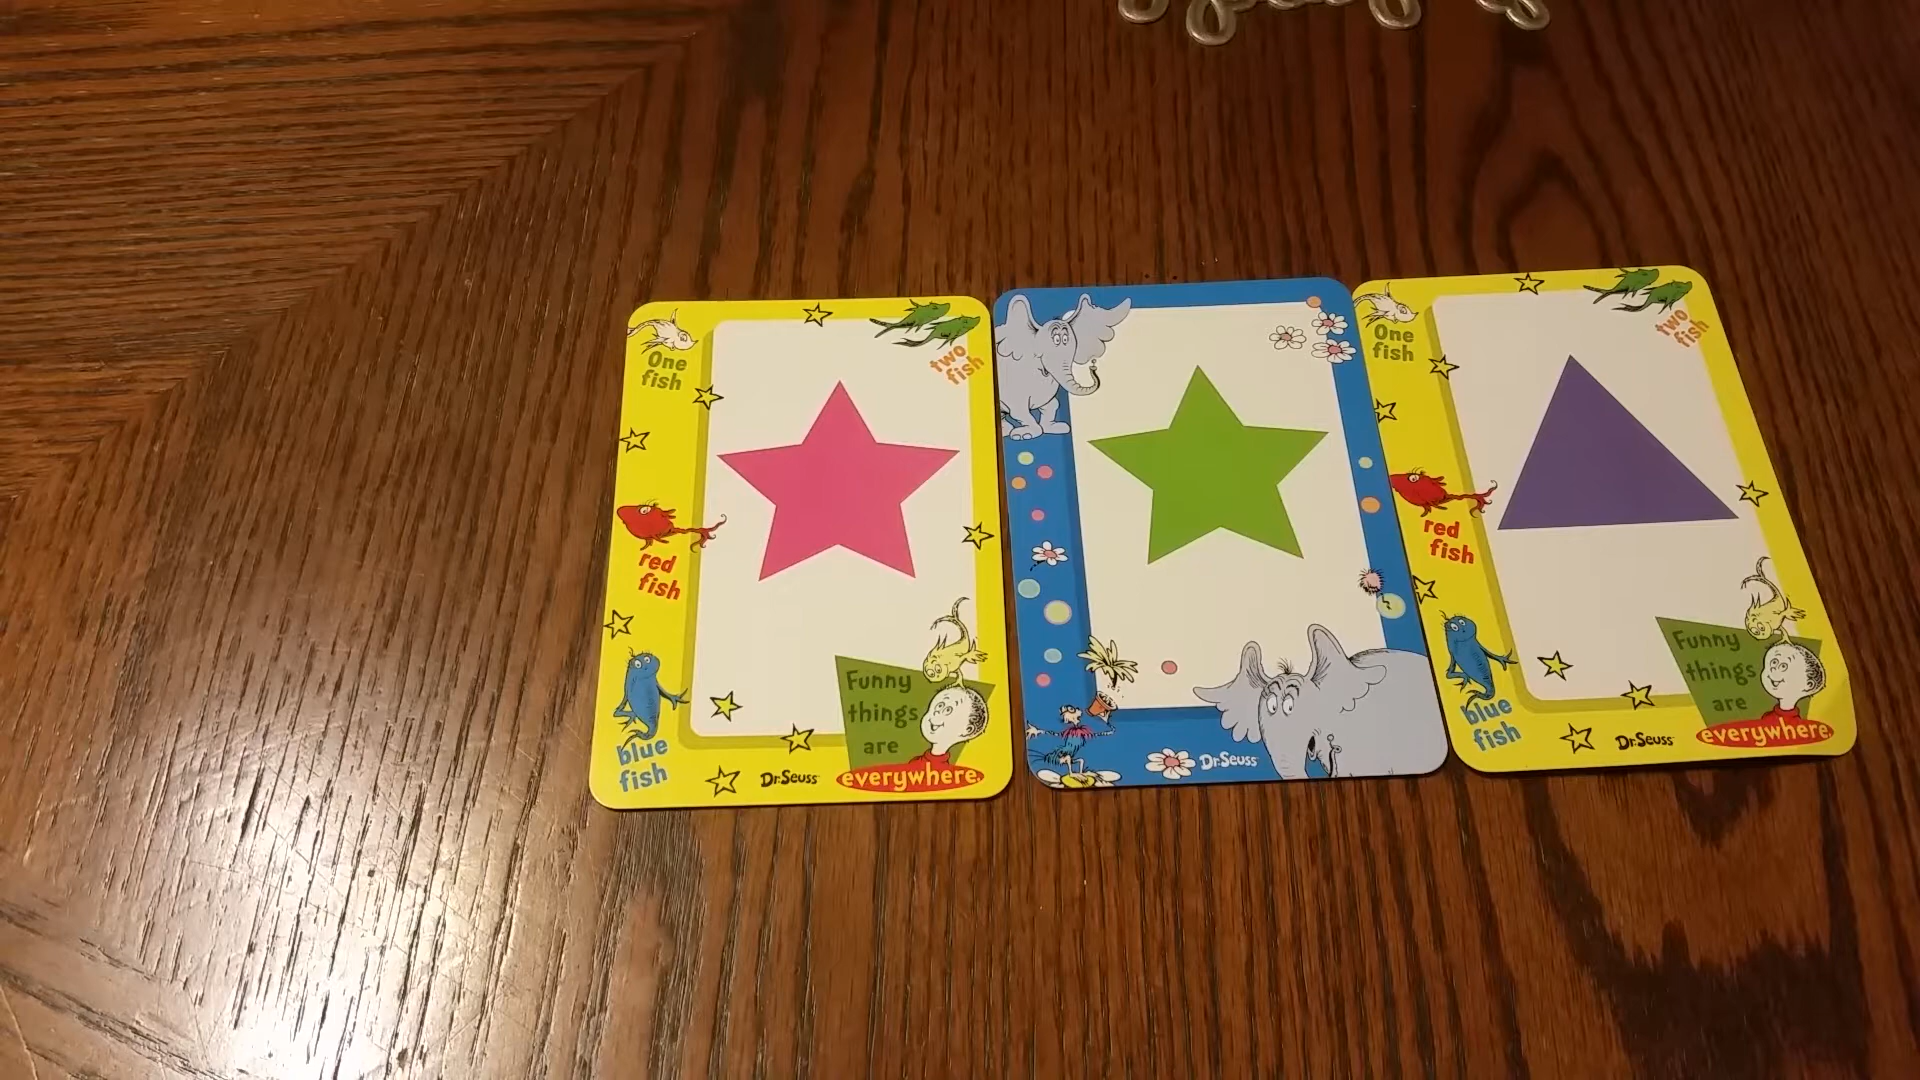 One
fish
two
fish
red
fish
blue
fish
Funny
things
are
everywhere.
Dr. Seuss
Dr. Seuss
One
fish
two
fish
red
fish
blue
fish
Funny
things
are
everywhere.
Dr. Seuss